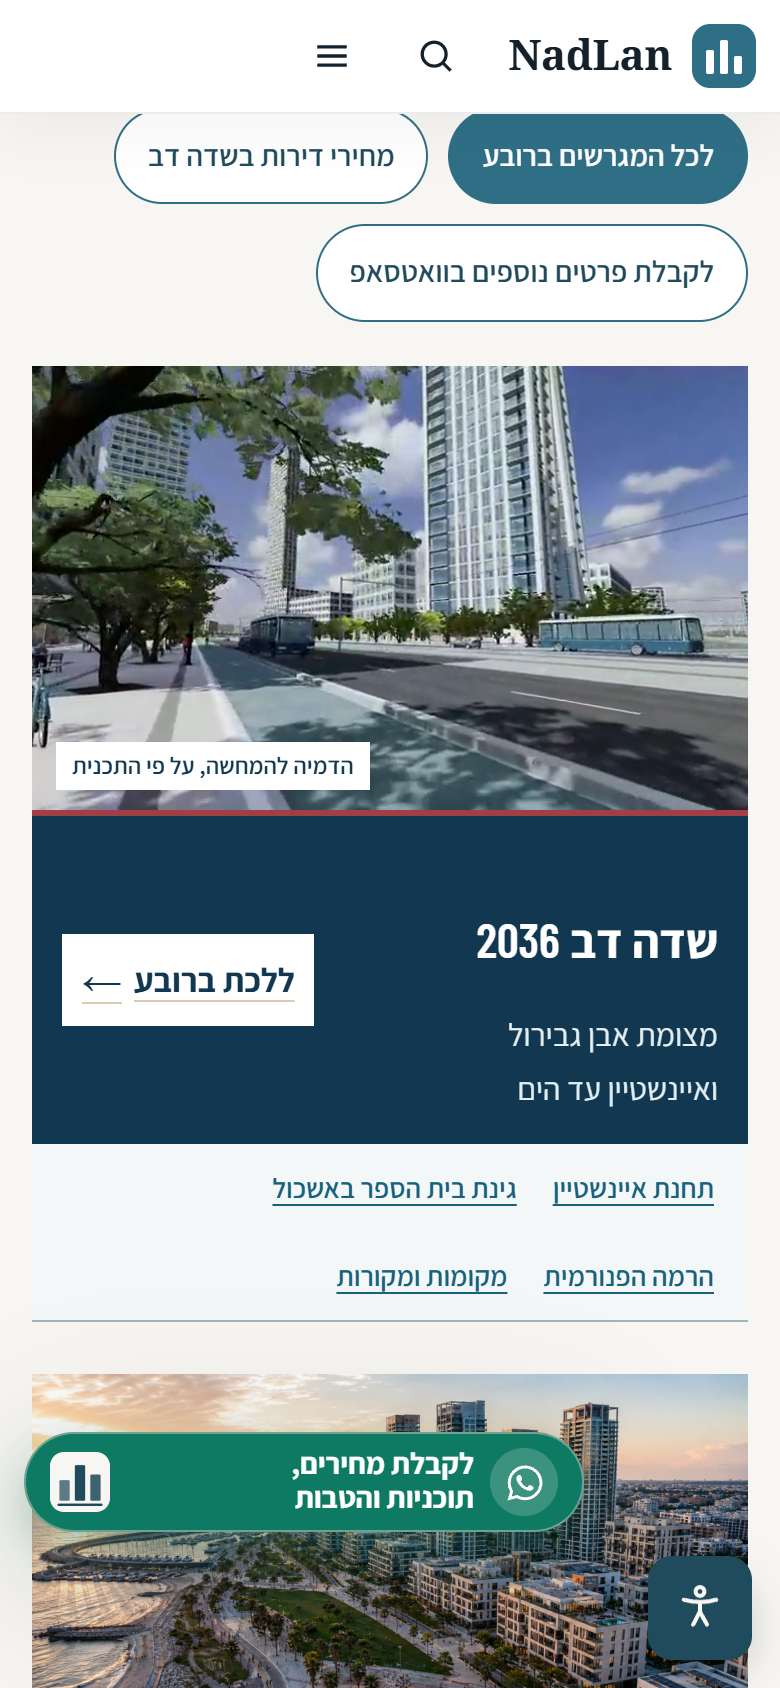 NadLan
לכל המגרשים ברובע
מחירי דירות בשדה דב
לקבלת פרטים נוספים בוואטסאפ
הדמיה להמחשה, על פי התכנית
שדה דב 2036
ללכת ברובע ←
מצומת אבן גבירול
ואיינשטיין עד הים
תחנת איינשטיין
גינת בית הספר באשכול
הרמה הפנורמית
מקומות ומקורות
לקבלת מחירים,
תוכניות והטבות